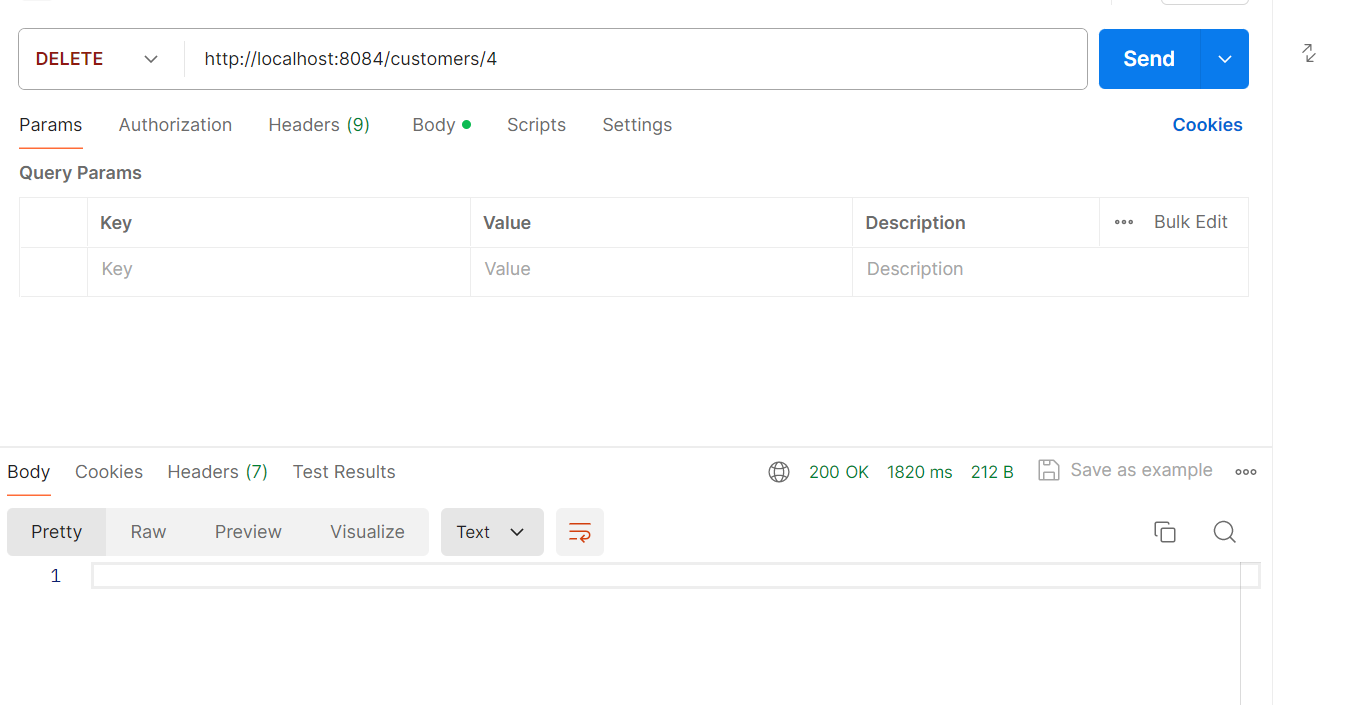 DELETE http://localhost:8084/customers/4 Send
Params Authorization Headers (9) Body Scripts Settings Cookies
Query Params
Key Value Description Bulk Edit
Key Value Description
Body Cookies Headers (7) Test Results 200 OK 1820 ms 212 B Save as example
Pretty Raw Preview Visualize Text
1